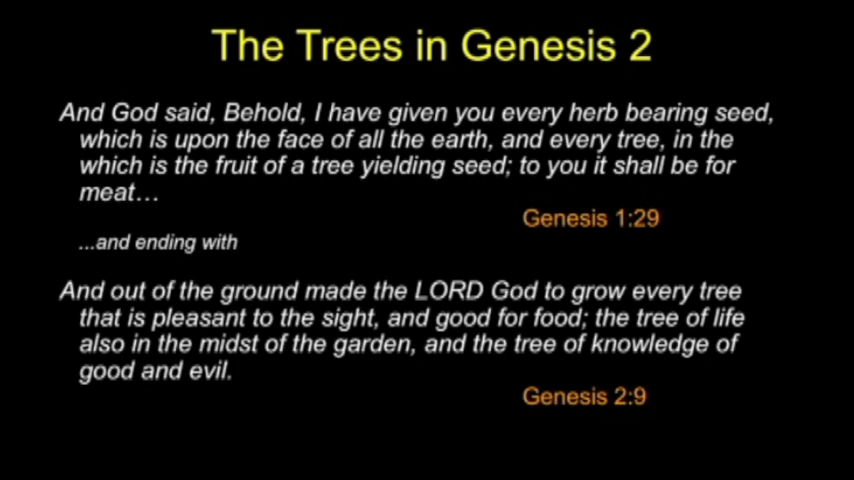 The Trees in Genesis 2
And God said, Behold, I have given you every herb bearing seed,
which is upon the face of all the earth, and every tree, in the
which is the fruit of a tree yielding seed; to you it shall be for
meat…
Genesis 1:29
...and ending with
And out of the ground made the LORD God to grow every tree
that is pleasant to the sight, and good for food; the tree of life
also in the midst of the garden, and the tree of knowledge of
good and evil.
Genesis 2:9